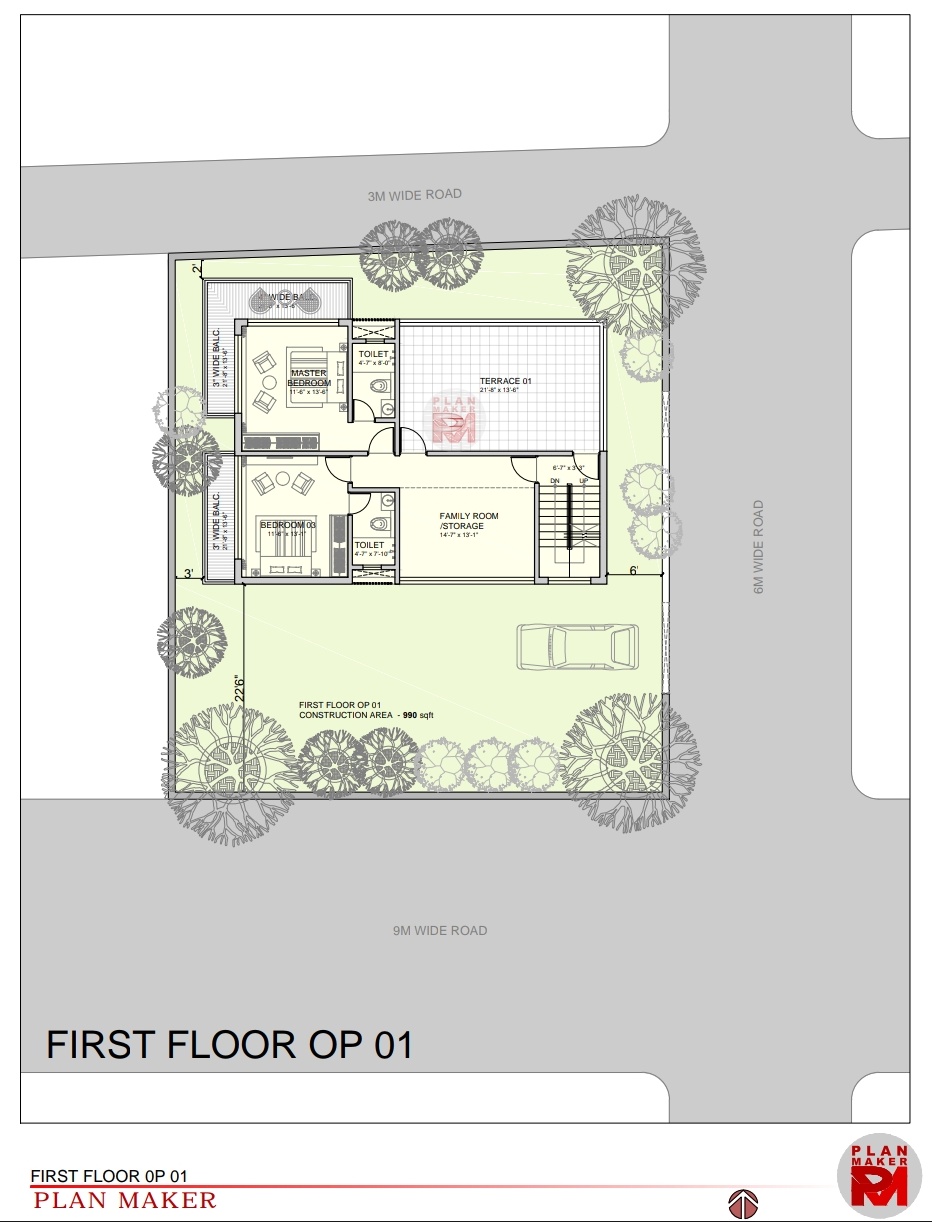 3M WIDE ROAD
2'
4" WIDE BALC.
MASTER
BEDROOM
11'-6" x 13'-6"
3" WIDE BALC.
21'-8" x 13'-6"
TOILET
4'-7" x 8'-0"
TERRACE 01
21'-8" x 13'-6"
PLAN
MAKER
6'-7" x 3'-3"
DN
UP
3' WIDE BALC.
21'-8" x 13'-6"
BEDROOM 03
11'-6" x 13'-1"
TOILET
4'-7" x 7'-10"
FAMILY ROOM
/STORAGE
14'-7" x 13'-1"
3'
6'
6M WIDE ROAD
22'6"
FIRST FLOOR OP 01
CONSTRUCTION AREA - 990 sqft
9M WIDE ROAD
FIRST FLOOR OP 01
FIRST FLOOR 0P 01
PLAN MAKER
PLAN
MAKER